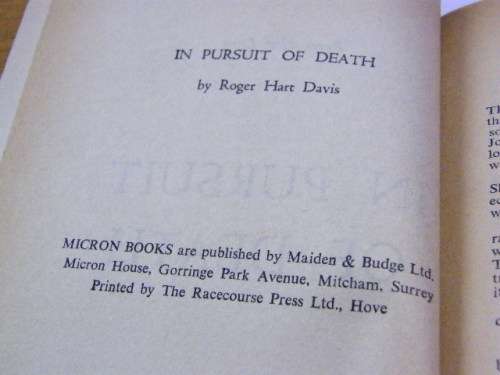 IN PURSUIT OF DEATH
by Roger Hart Davis
MICRON BOOKS are published by Maiden & Budge Ltd,
Micron House, Gorringe Park Avenue, Mitcham, Surrey
Printed by The Racecourse Press Ltd., Hove